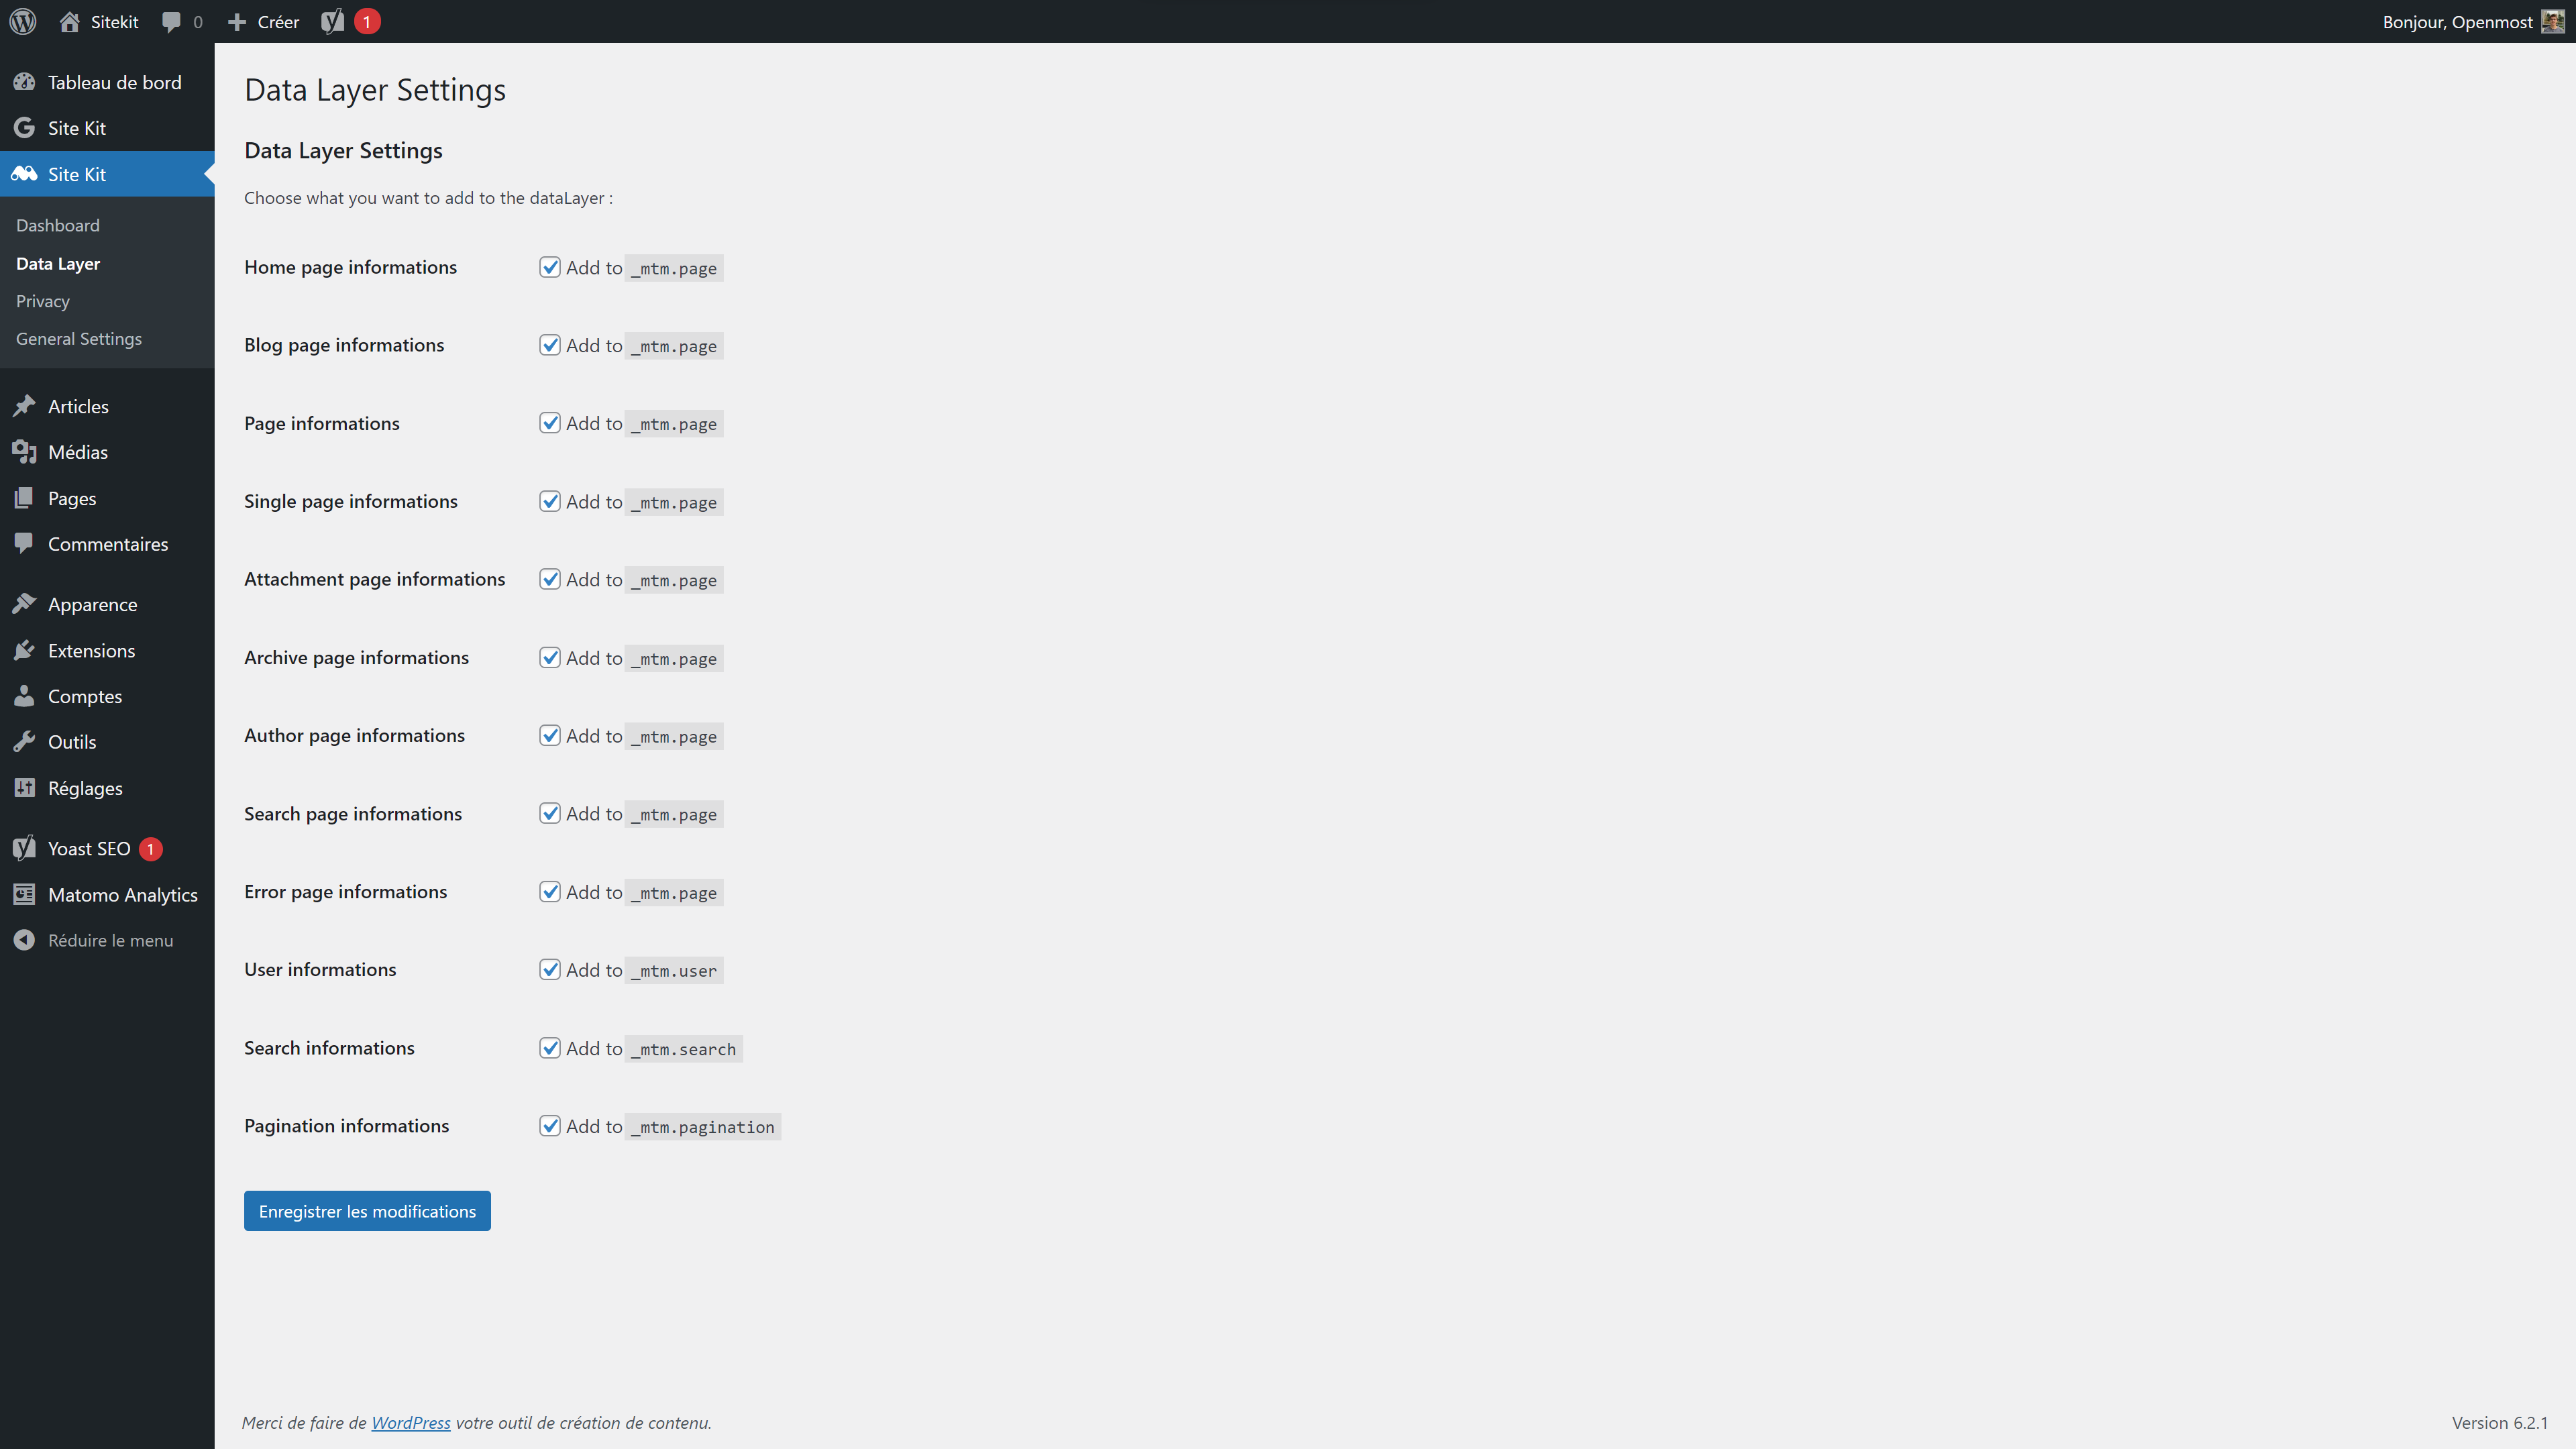 Sitekit 0 Créer 1 Bonjour, Openmost
Tableau de bord
Site Kit
Site Kit
Dashboard
Data Layer
Privacy
General Settings
Articles
Médias
Pages
Commentaires
Apparence
Extensions
Comptes
Outils
Réglages
Yoast SEO 1
Matomo Analytics
Réduire le menu
Data Layer Settings
Data Layer Settings
Choose what you want to add to the dataLayer :
Home page informations Add to _mtm.page
Blog page informations Add to _mtm.page
Page informations Add to _mtm.page
Single page informations Add to _mtm.page
Attachment page informations Add to _mtm.page
Archive page informations Add to _mtm.page
Author page informations Add to _mtm.page
Search page informations Add to _mtm.page
Error page informations Add to _mtm.page
User informations Add to _mtm.user
Search informations Add to _mtm.search
Pagination informations Add to _mtm.pagination
Enregistrer les modifications
Merci de faire de WordPress votre outil de création de contenu. Version 6.2.1